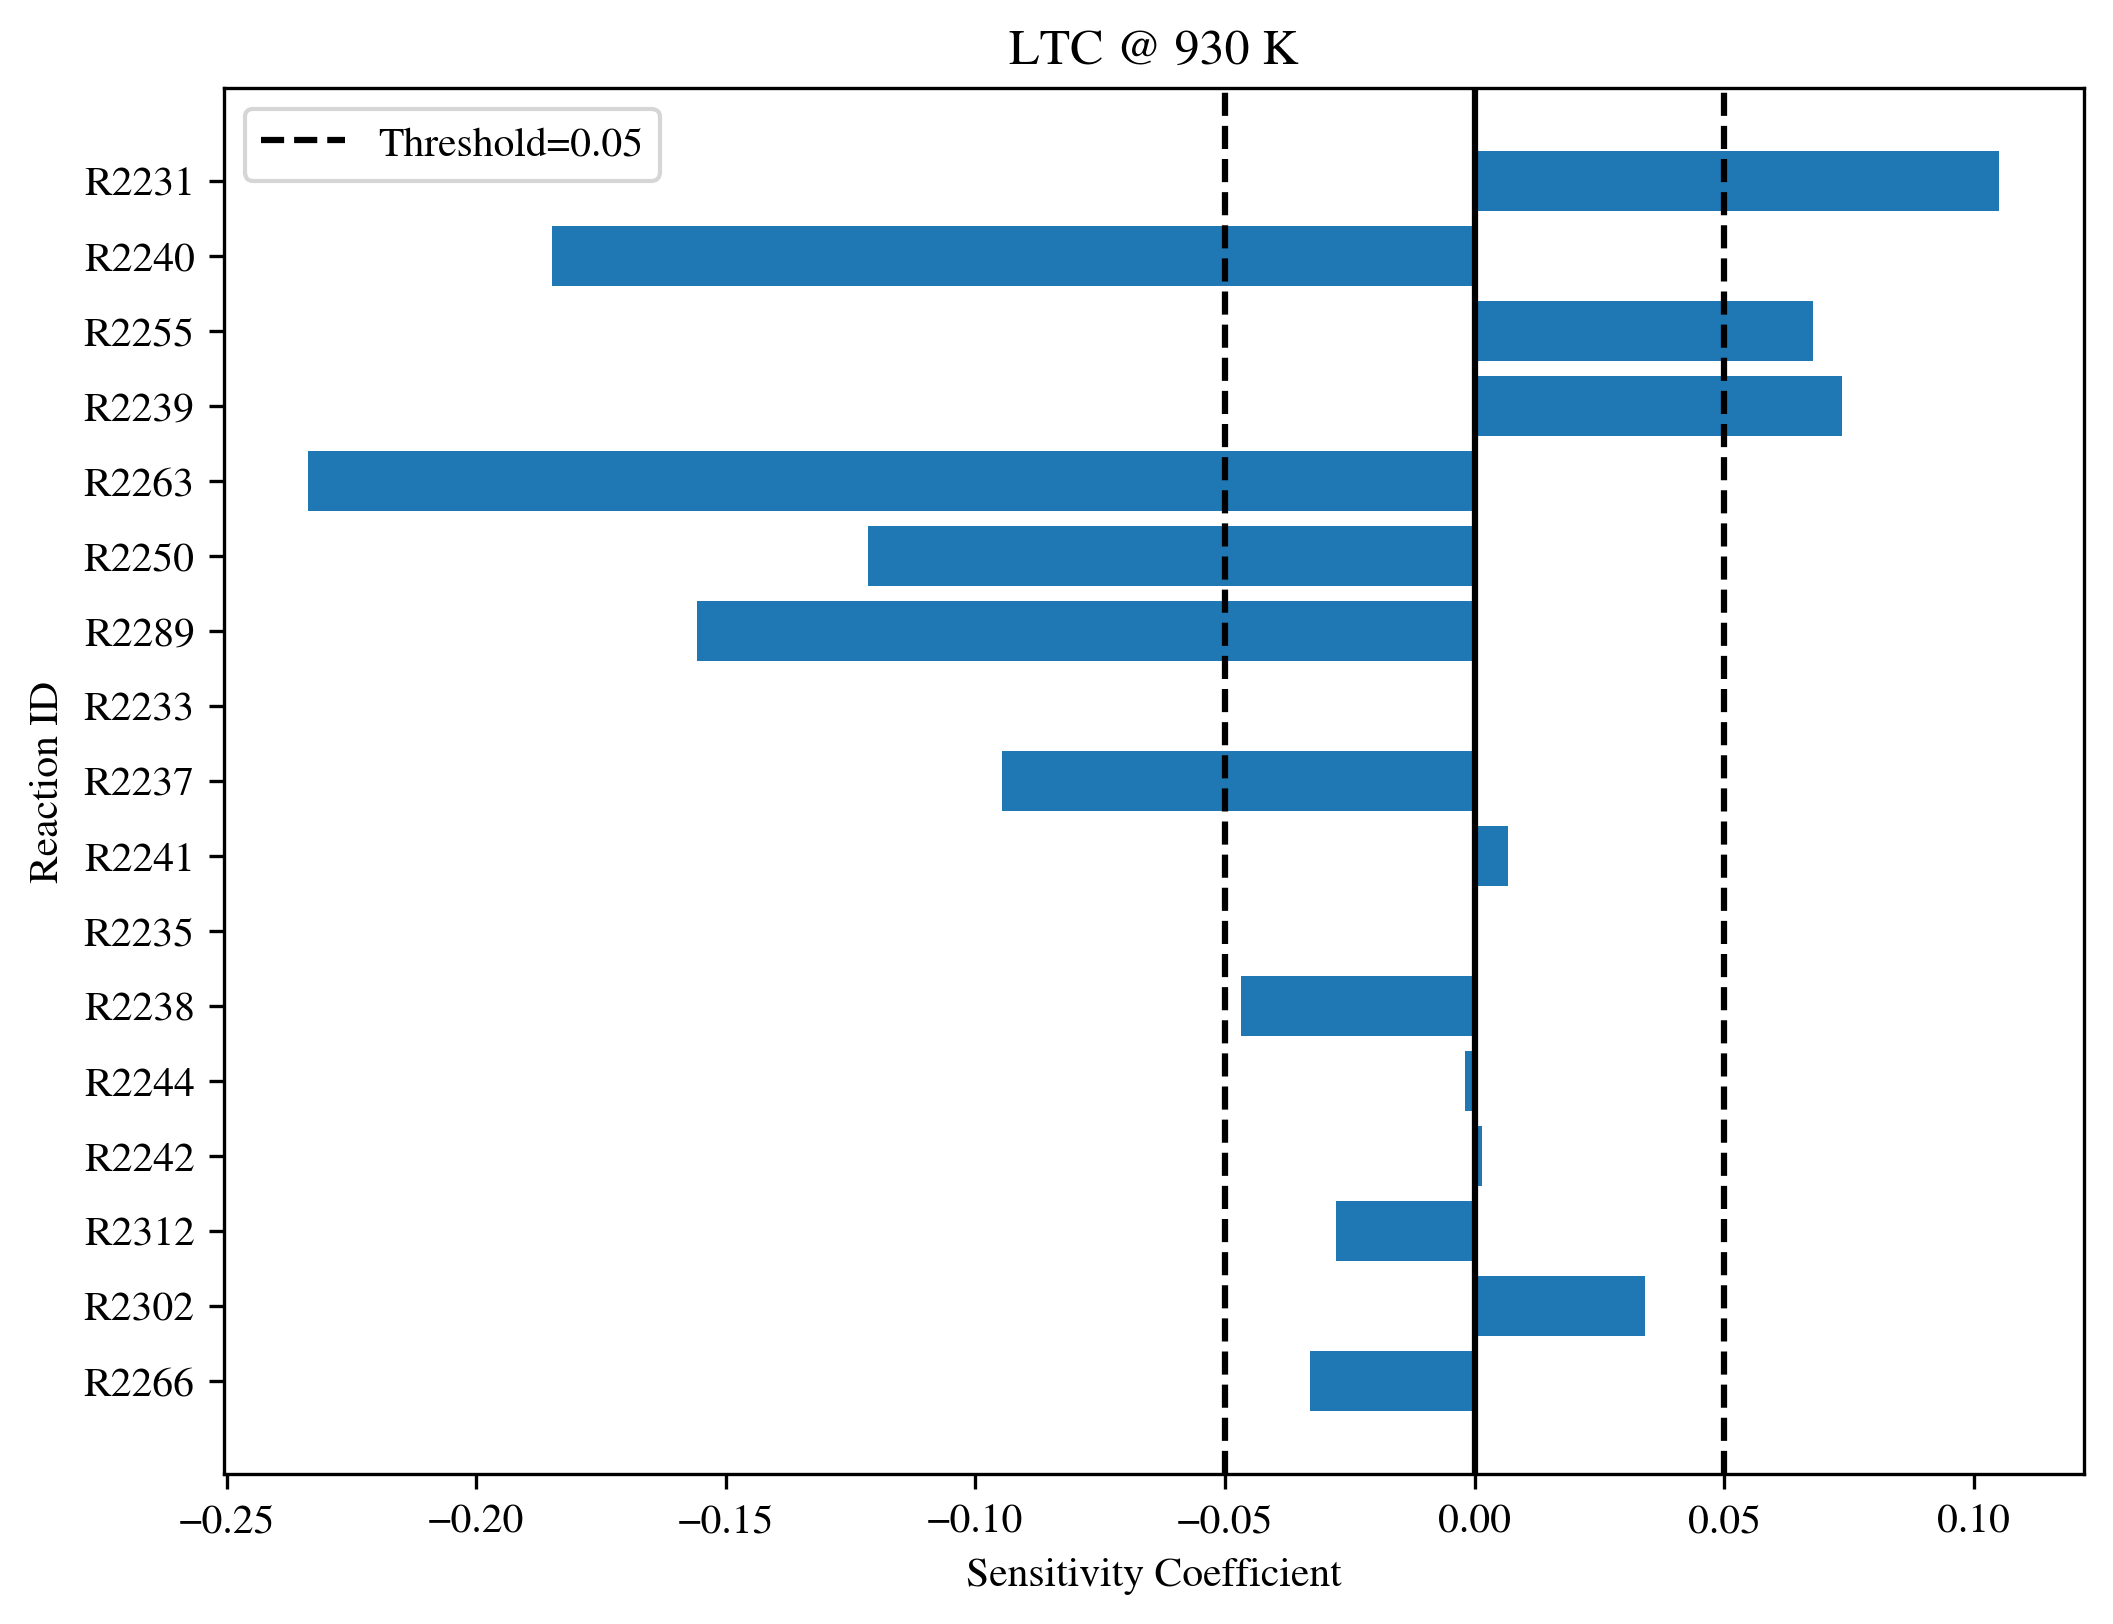 LTC @ 930 K
Threshold=0.05
R2231
R2240
R2255
R2239
R2263
R2250
R2289
R2233
R2237
R2241
R2235
R2238
R2244
R2242
R2312
R2302
R2266
Reaction ID
−0.25 −0.20 −0.15 −0.10 −0.05 0.00 0.05 0.10
Sensitivity Coefficient